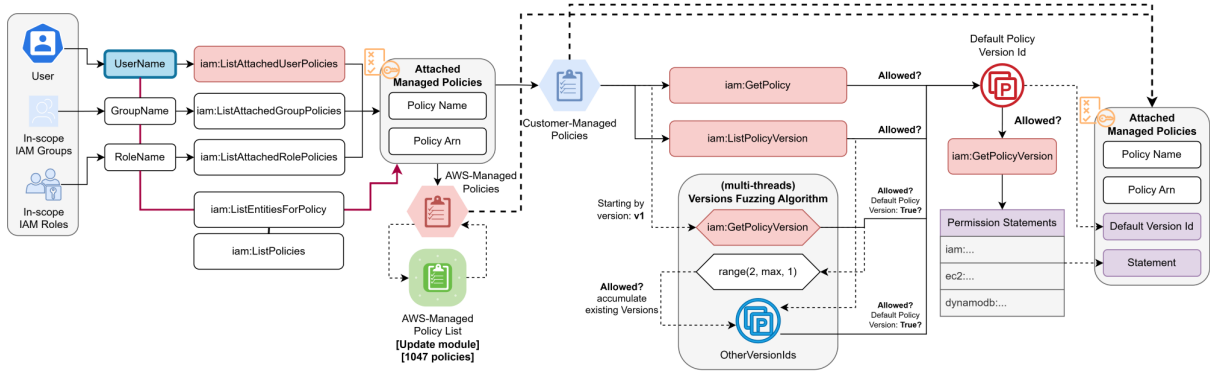 User
In-scope
IAM Groups
In-scope
IAM Roles
UserName
GroupName
RoleName
iam:ListAttachedUserPolicies
iam:ListAttachedGroupPolicies
iam:ListAttachedRolePolicies
iam:ListEntitiesForPolicy
iam:ListPolicies
Attached
Managed Policies
Policy Name
Policy Arn
AWS-Managed
Policies
AWS-Managed
Policy List
[Update module]
[1047 policies]
Customer-Managed
Policies
iam:GetPolicy
iam:ListPolicyVersion
Allowed?
Allowed?
Starting by
version: v1
(multi-threads)
Versions Fuzzing Algorithm
iam:GetPolicyVersion
range(2, max, 1)
Allowed?
accumulate
existing Versions
OtherVersionIds
Allowed?
Default Policy
Version: True?
Allowed?
Default Policy
Version: True?
Default Policy
Version Id
P
P
Allowed?
iam:GetPolicyVersion
Permission Statements
iam:...
ec2:...
dynamodb:...
Attached
Managed Policies
Policy Name
Policy Arn
Default Version Id
Statement